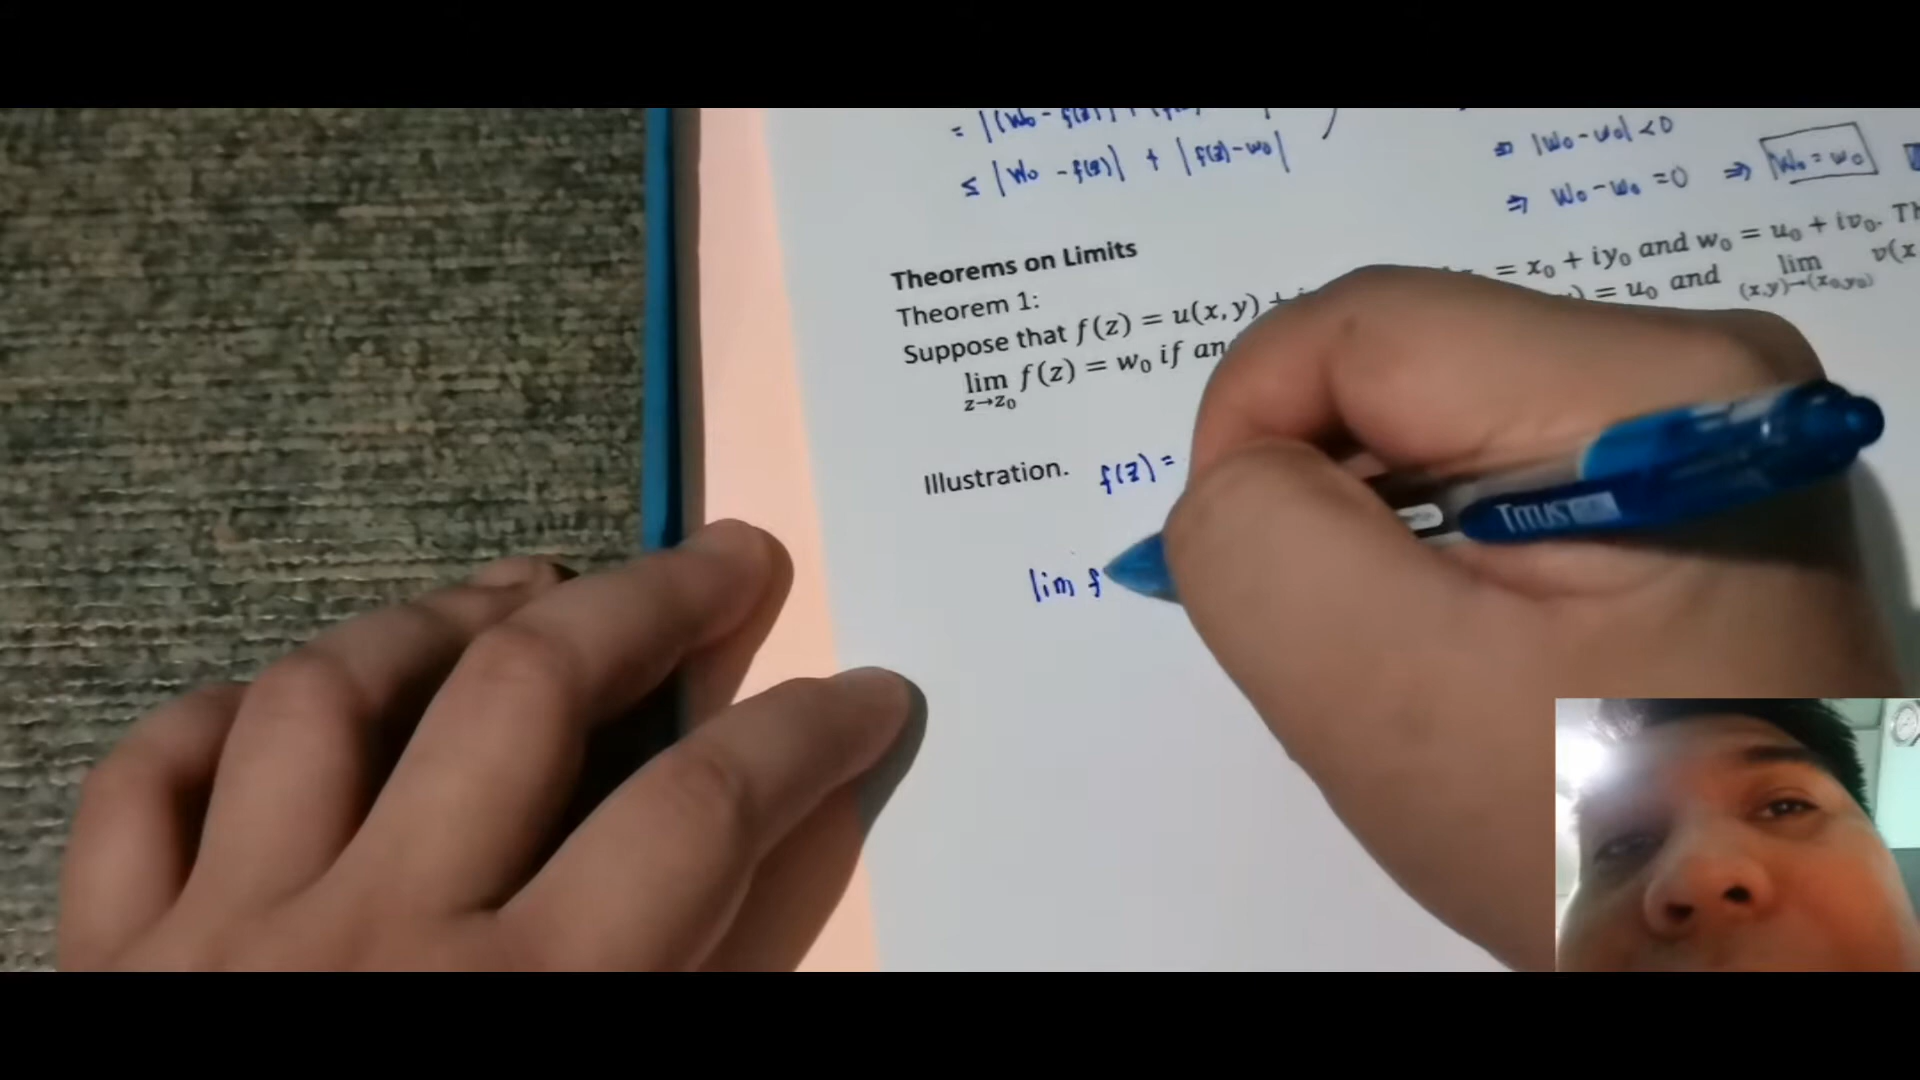 = |(W₀ - f(z)) + (f(
≤ |W₀ - f(z)| + |f(z) - w₀|
⇒ |W₀ - w₀| < 0
⇒ W₀ - w₀ = 0 ⇒ W₀ = w₀
Theorems on Limits
Theorem 1:
Suppose that f(z) = u(x, y) + = x₀ + iy₀ and w₀ = u₀ + iv₀. Th
lim f(z) = w₀ if an ) = u₀ and lim v(x
z→z₀ (x,y)→(x₀,y₀)
Illustration. f(z) =
lim f
TITUS